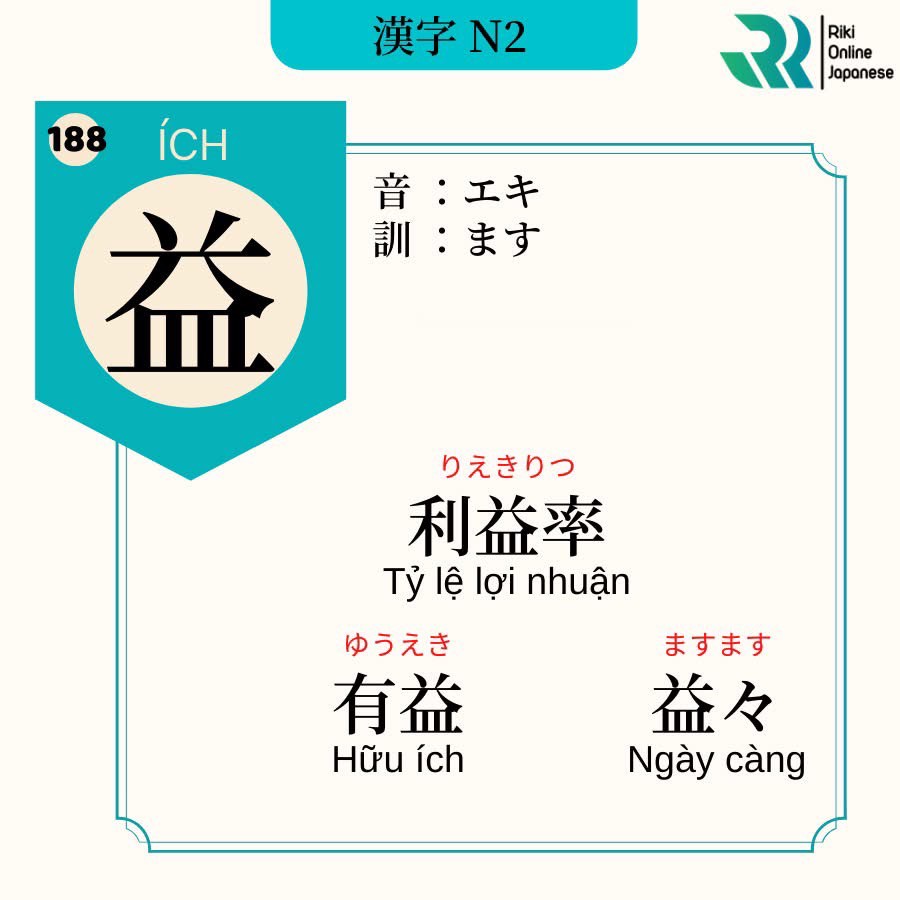 漢字 N2
Riki
Online
Japanese
188
ÍCH
益
音 ：エキ
訓 ：ます
りえきりつ
利益率
Tỷ lệ lợi nhuận
ゆうえき
有益
Hữu ích
ますます
益々
Ngày càng